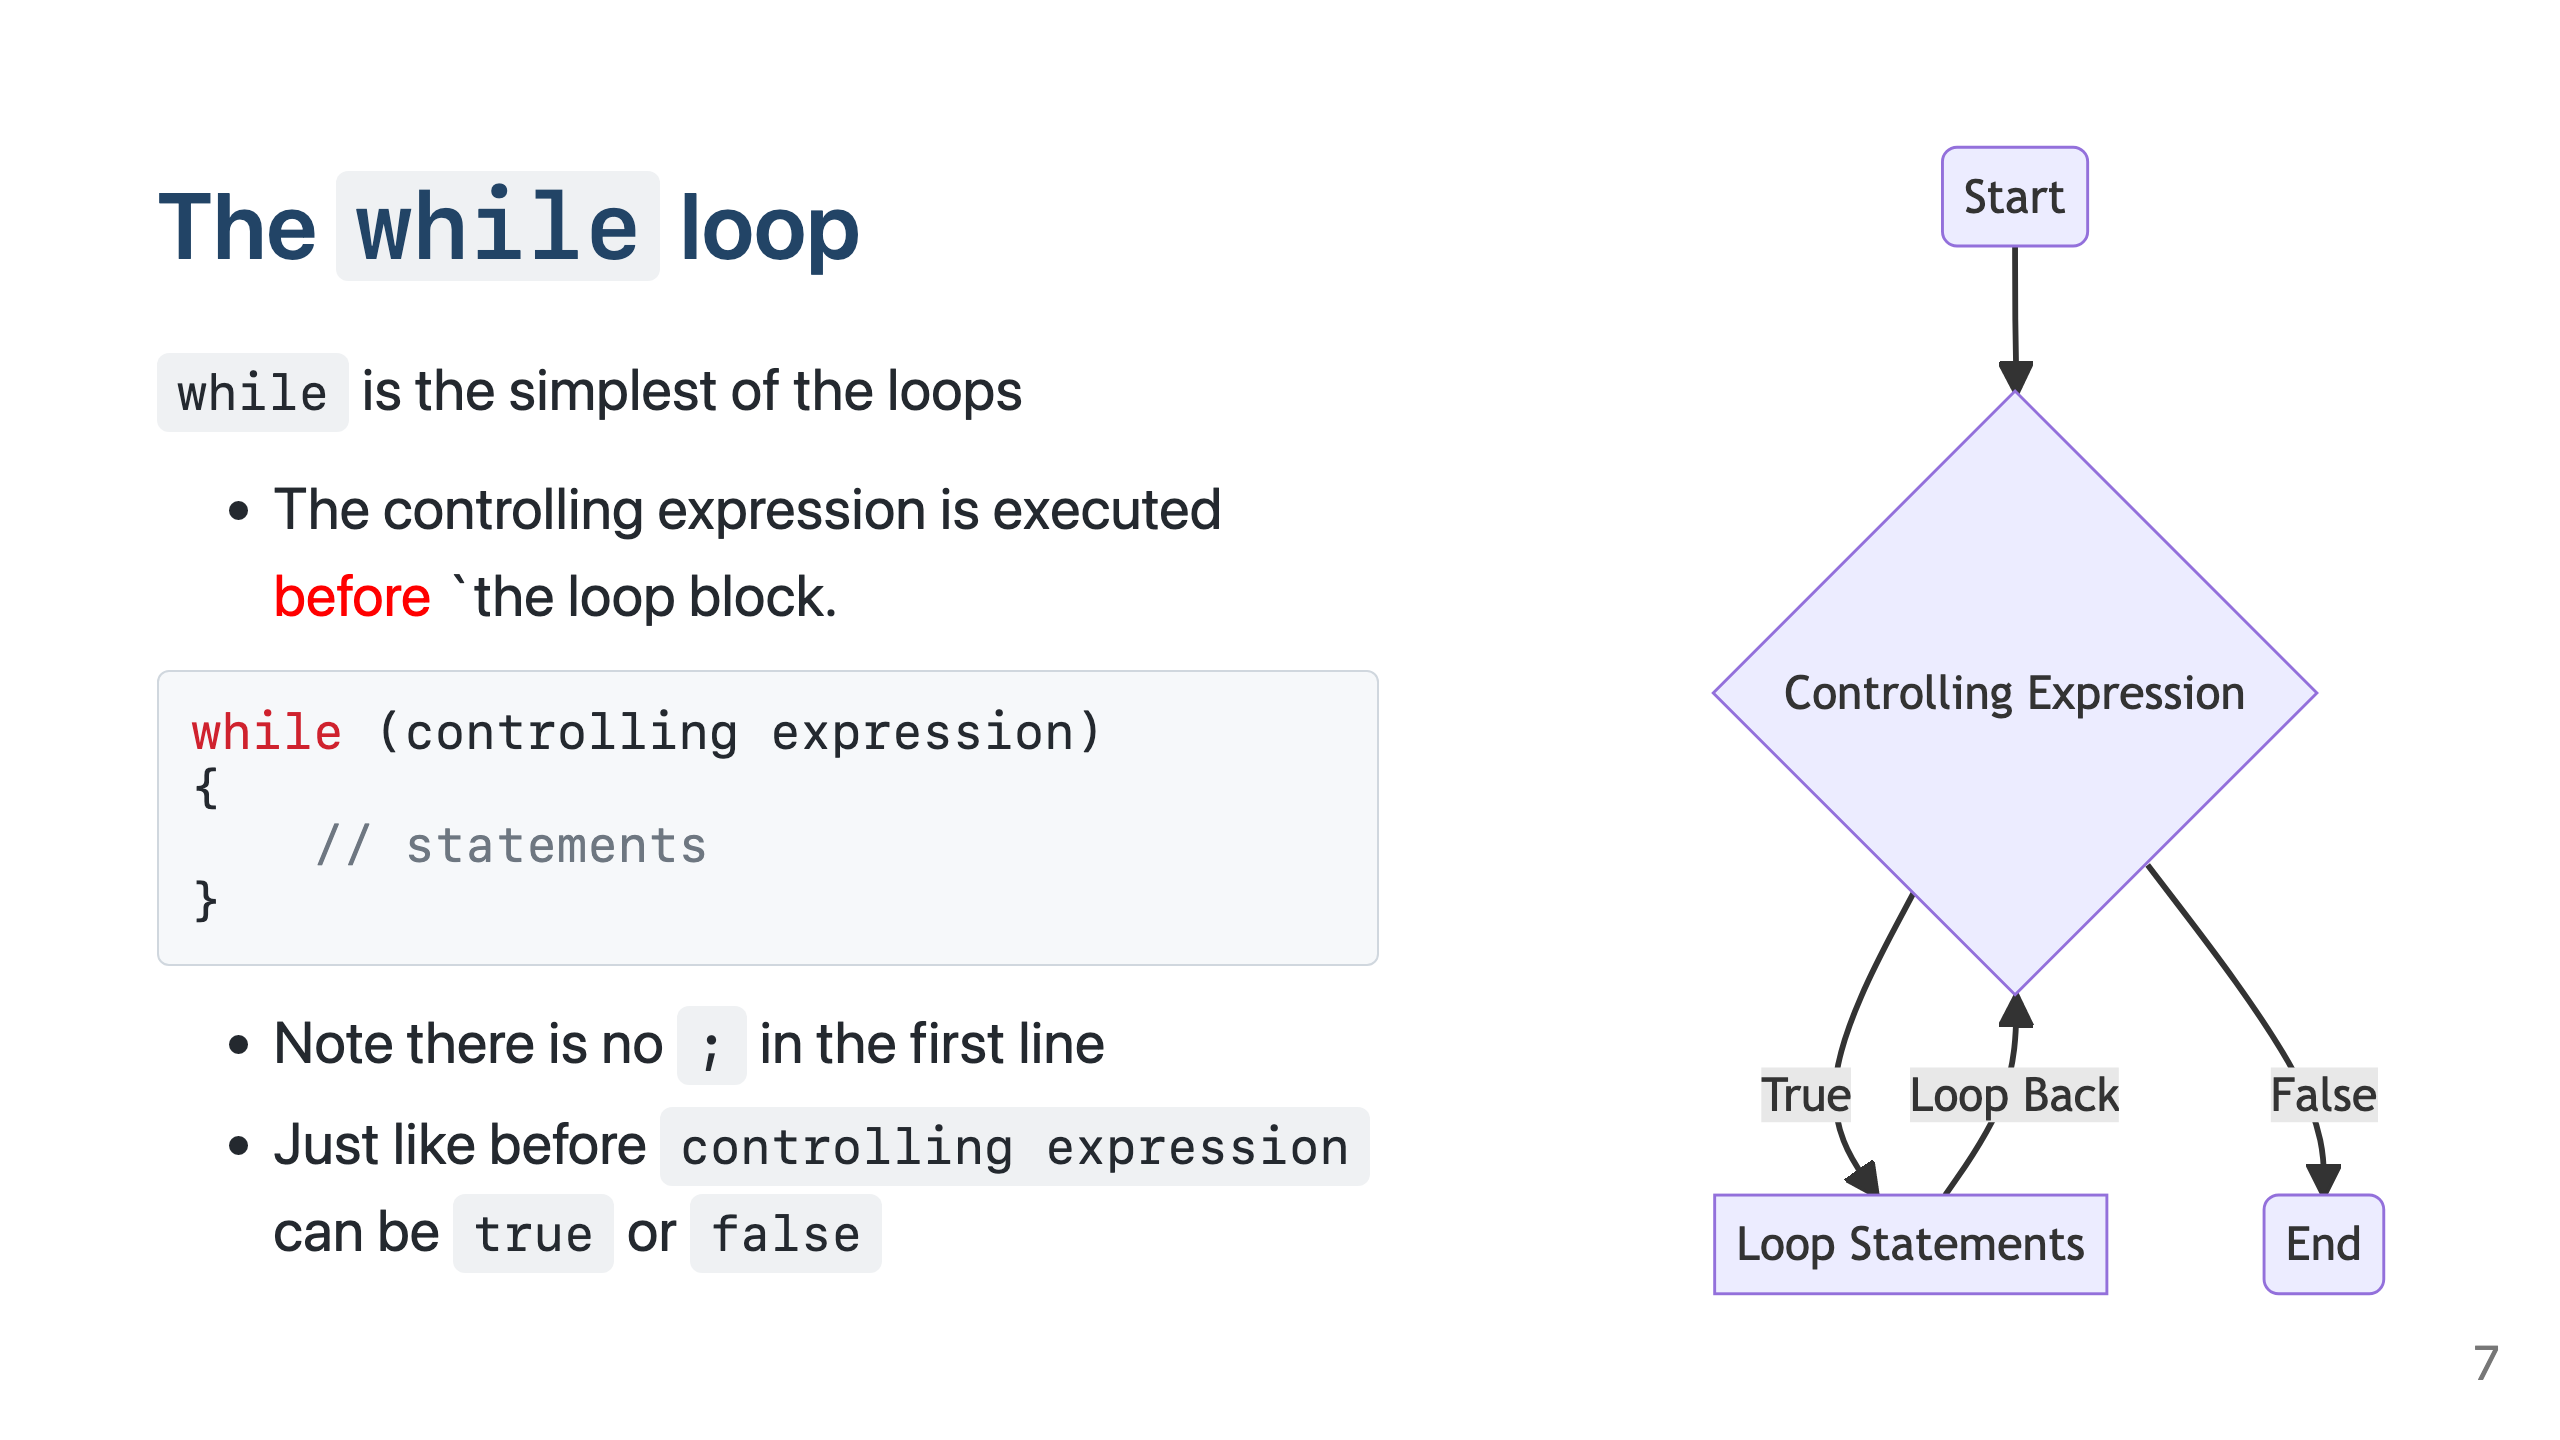 The while loop
while is the simplest of the loops
• The controlling expression is executed
before `the loop block.
while (controlling expression)
{
    // statements
}
• Note there is no ; in the first line
• Just like before controlling expression
can be true or false
Start
Controlling Expression
True
Loop Back
False
Loop Statements
End
7